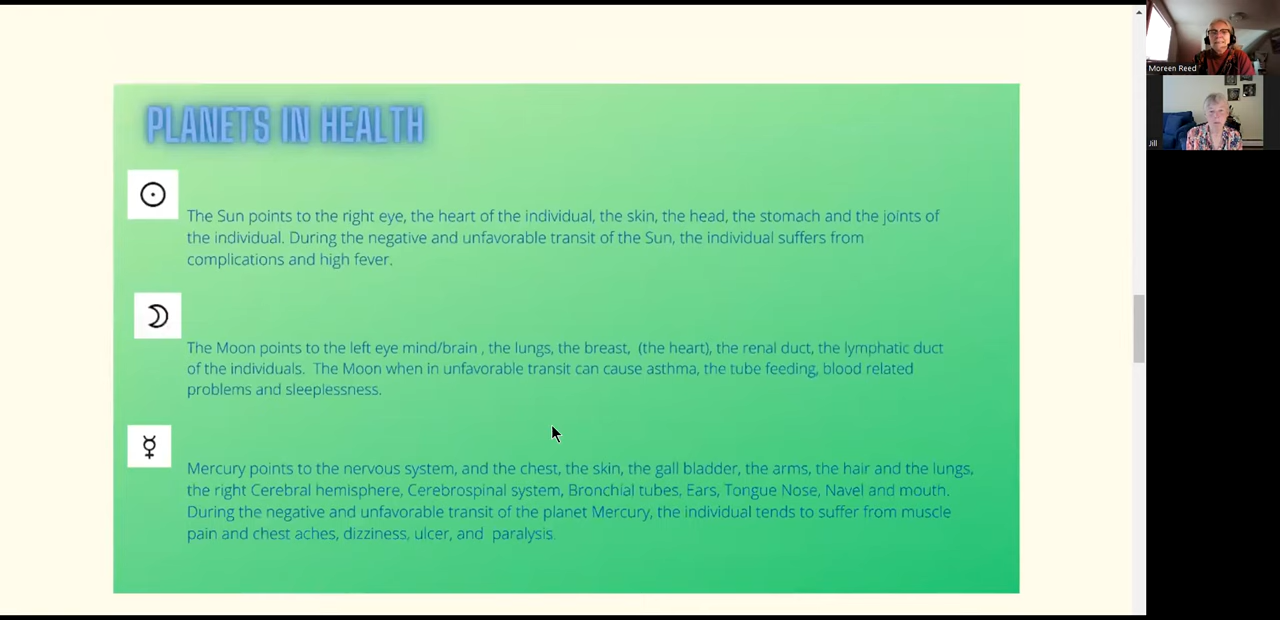 PLANETS IN HEALTH
The Sun points to the right eye, the heart of the individual, the skin, the head, the stomach and the joints of
the individual. During the negative and unfavorable transit of the Sun, the individual suffers from
complications and high fever.
The Moon points to the left eye mind/brain , the lungs, the breast,  (the heart), the renal duct, the lymphatic duct
of the individuals.  The Moon when in unfavorable transit can cause asthma, the tube feeding, blood related
problems and sleeplessness.
Mercury points to the nervous system, and the chest, the skin, the gall bladder, the arms, the hair and the lungs,
the right Cerebral hemisphere, Cerebrospinal system, Bronchial tubes, Ears, Tongue Nose, Navel and mouth.
During the negative and unfavorable transit of the planet Mercury, the individual tends to suffer from muscle
pain and chest aches, dizziness, ulcer, and  paralysis.
Moreen Reed
Jill